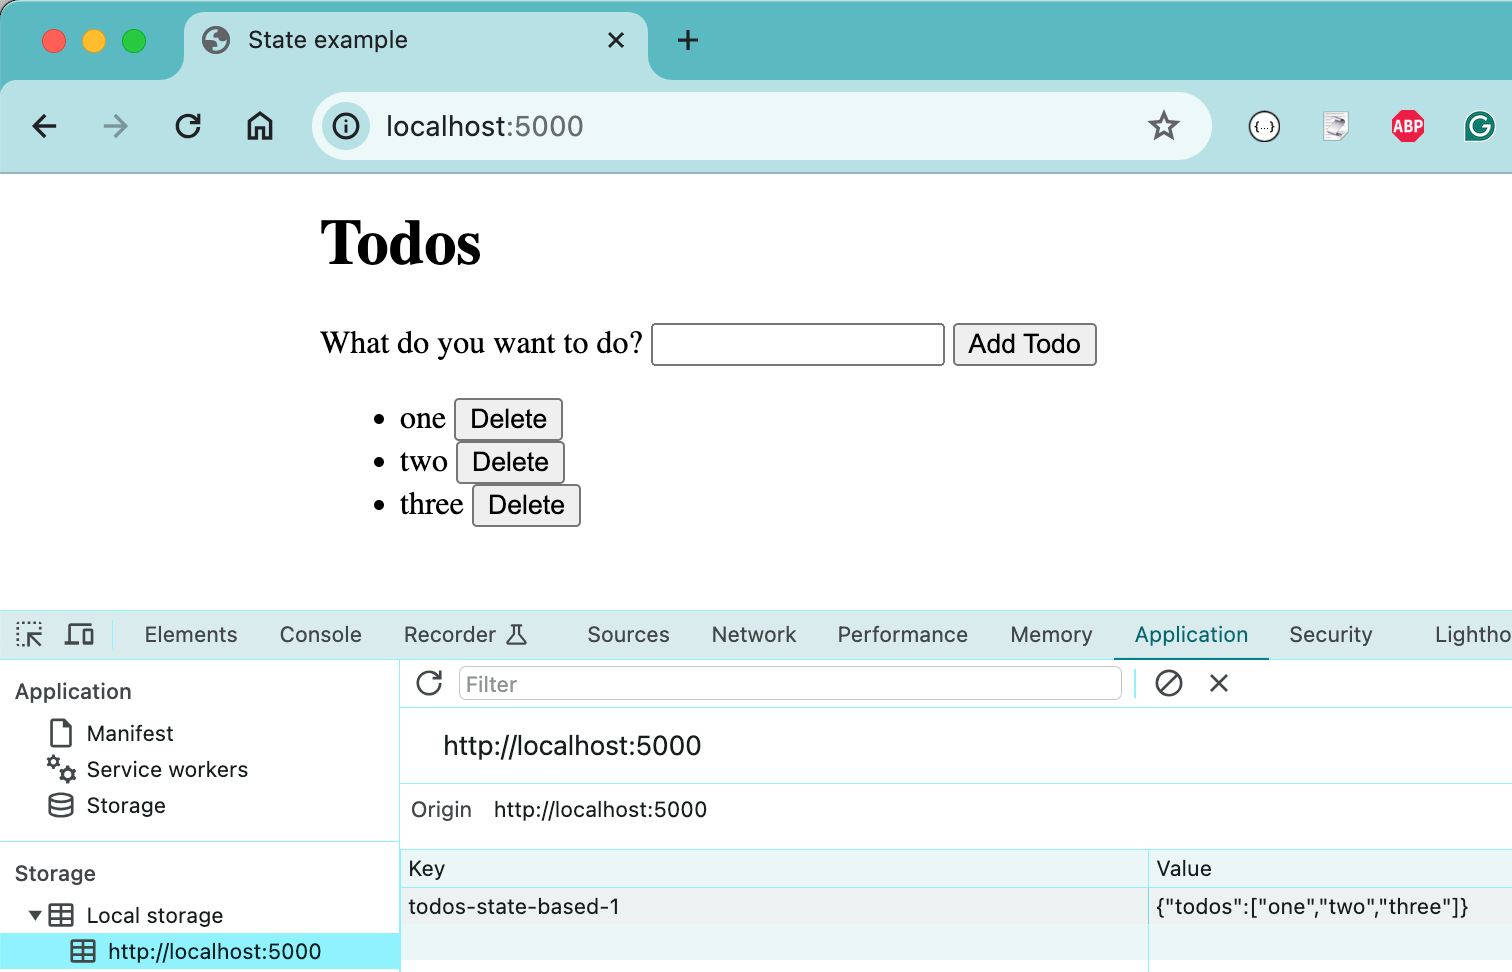 State example
localhost:5000
{...}
ABP
G
Todos
What do you want to do? Add Todo
one Delete
two Delete
three Delete
Elements Console Recorder Sources Network Performance Memory Application Security Lightho
Application
Manifest
Service workers
Storage
Storage
Local storage
http://localhost:5000
Filter
http://localhost:5000
Origin http://localhost:5000
Key Value
todos-state-based-1 {"todos":["one","two","three"]}